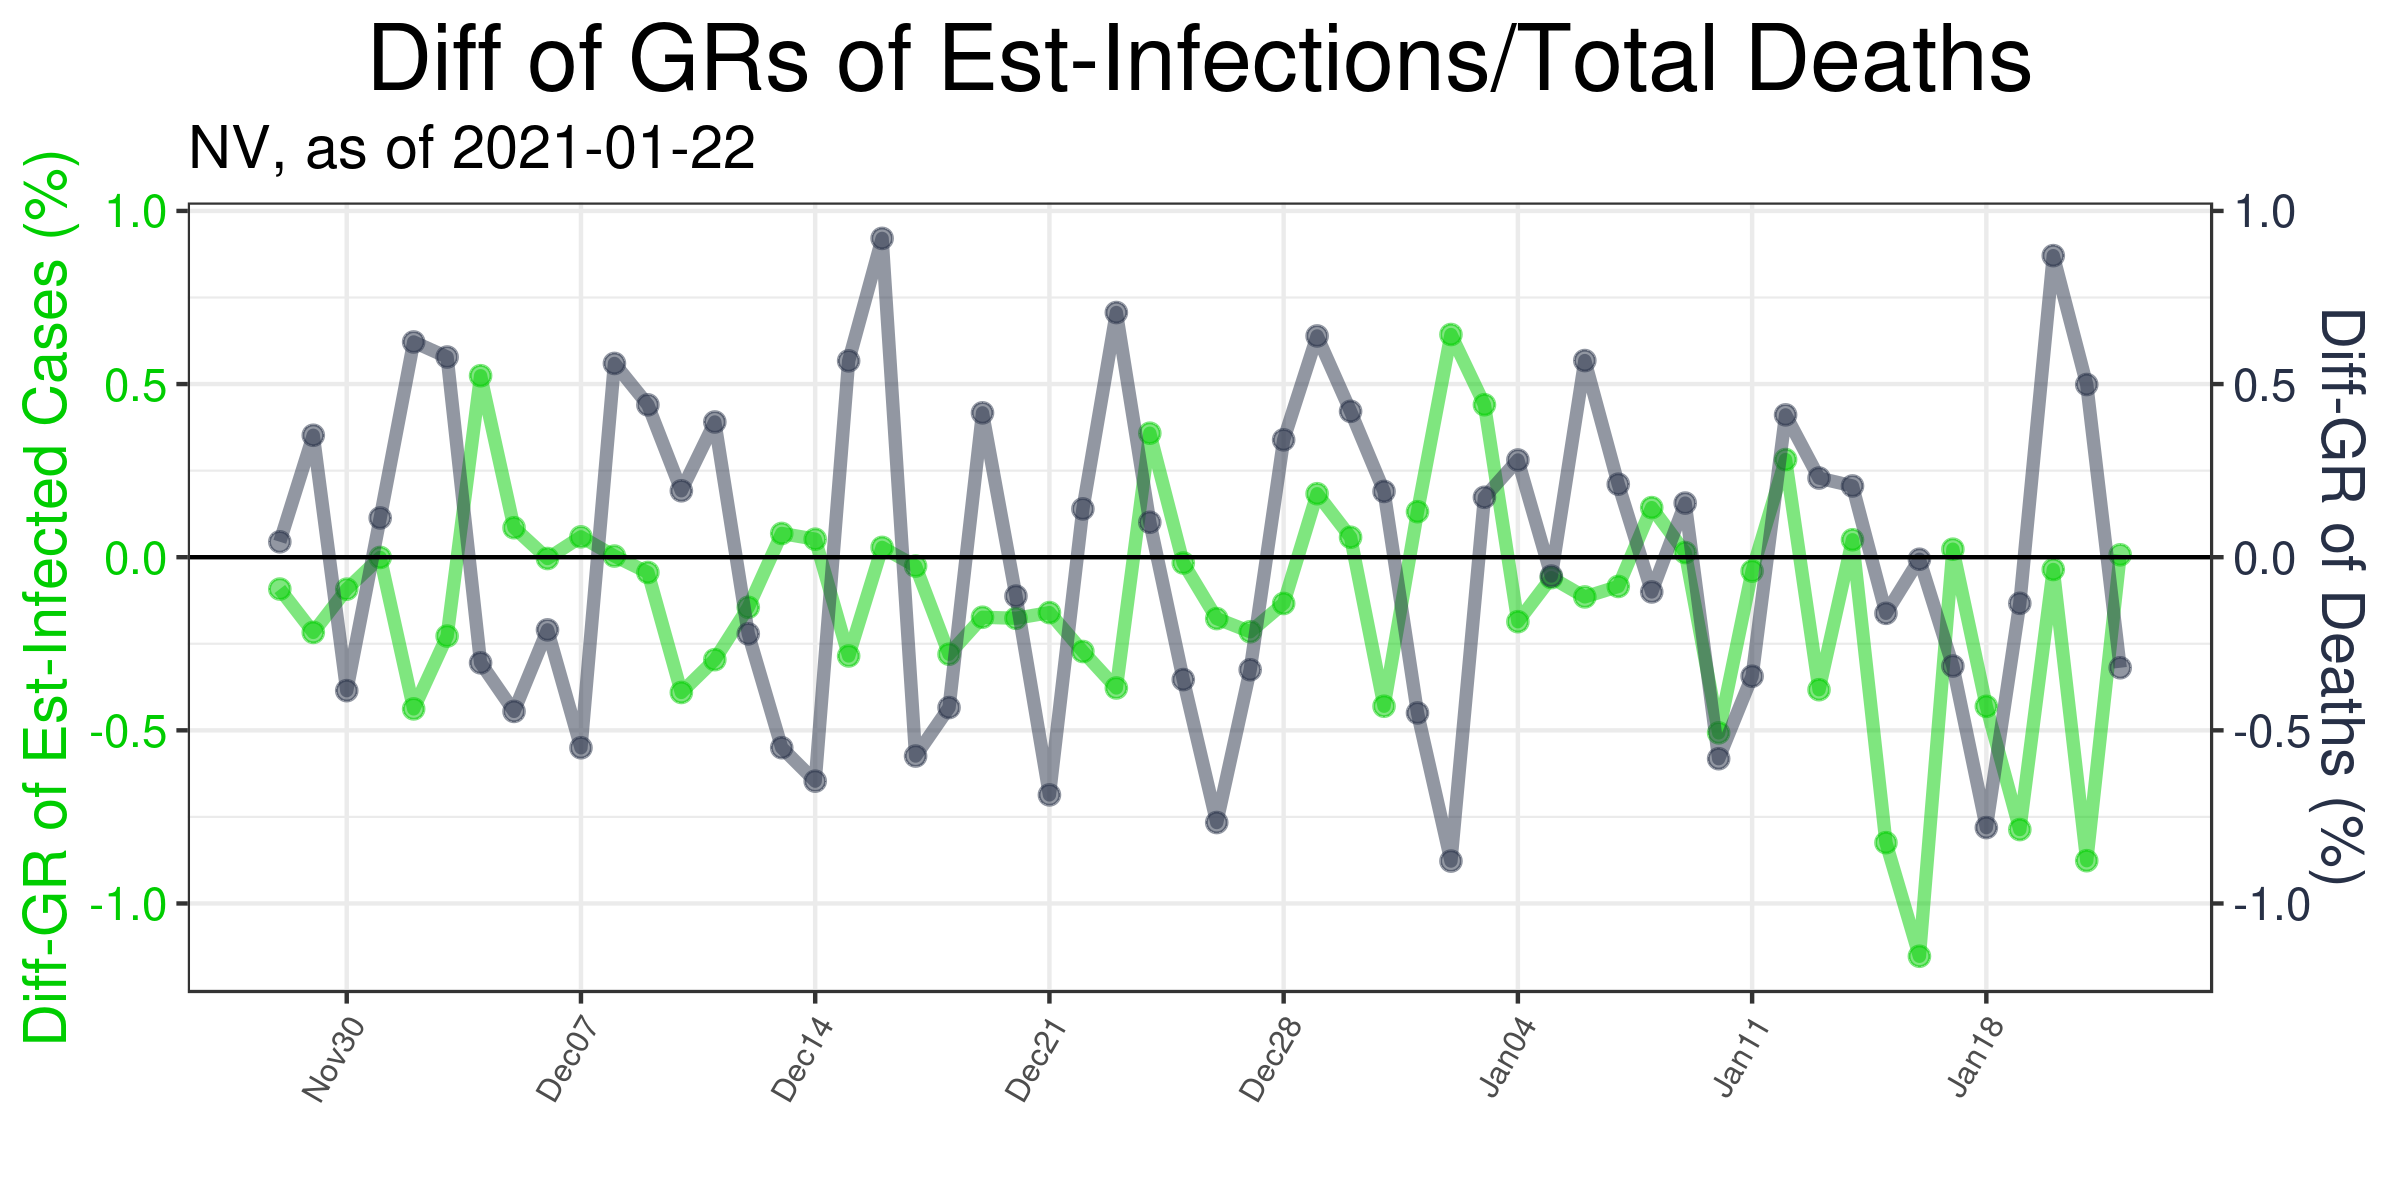 Diff of GRs of Est-Infections/Total Deaths
NV, as of 2021-01-22
Diff-GR of Est-Infected Cases (%)
1.0
0.5
0.0
-0.5
-1.0
1.0
0.5
0.0
-0.5
-1.0
Diff-GR of Deaths (%)
Nov30
Dec07
Dec14
Dec21
Dec28
Jan04
Jan11
Jan18